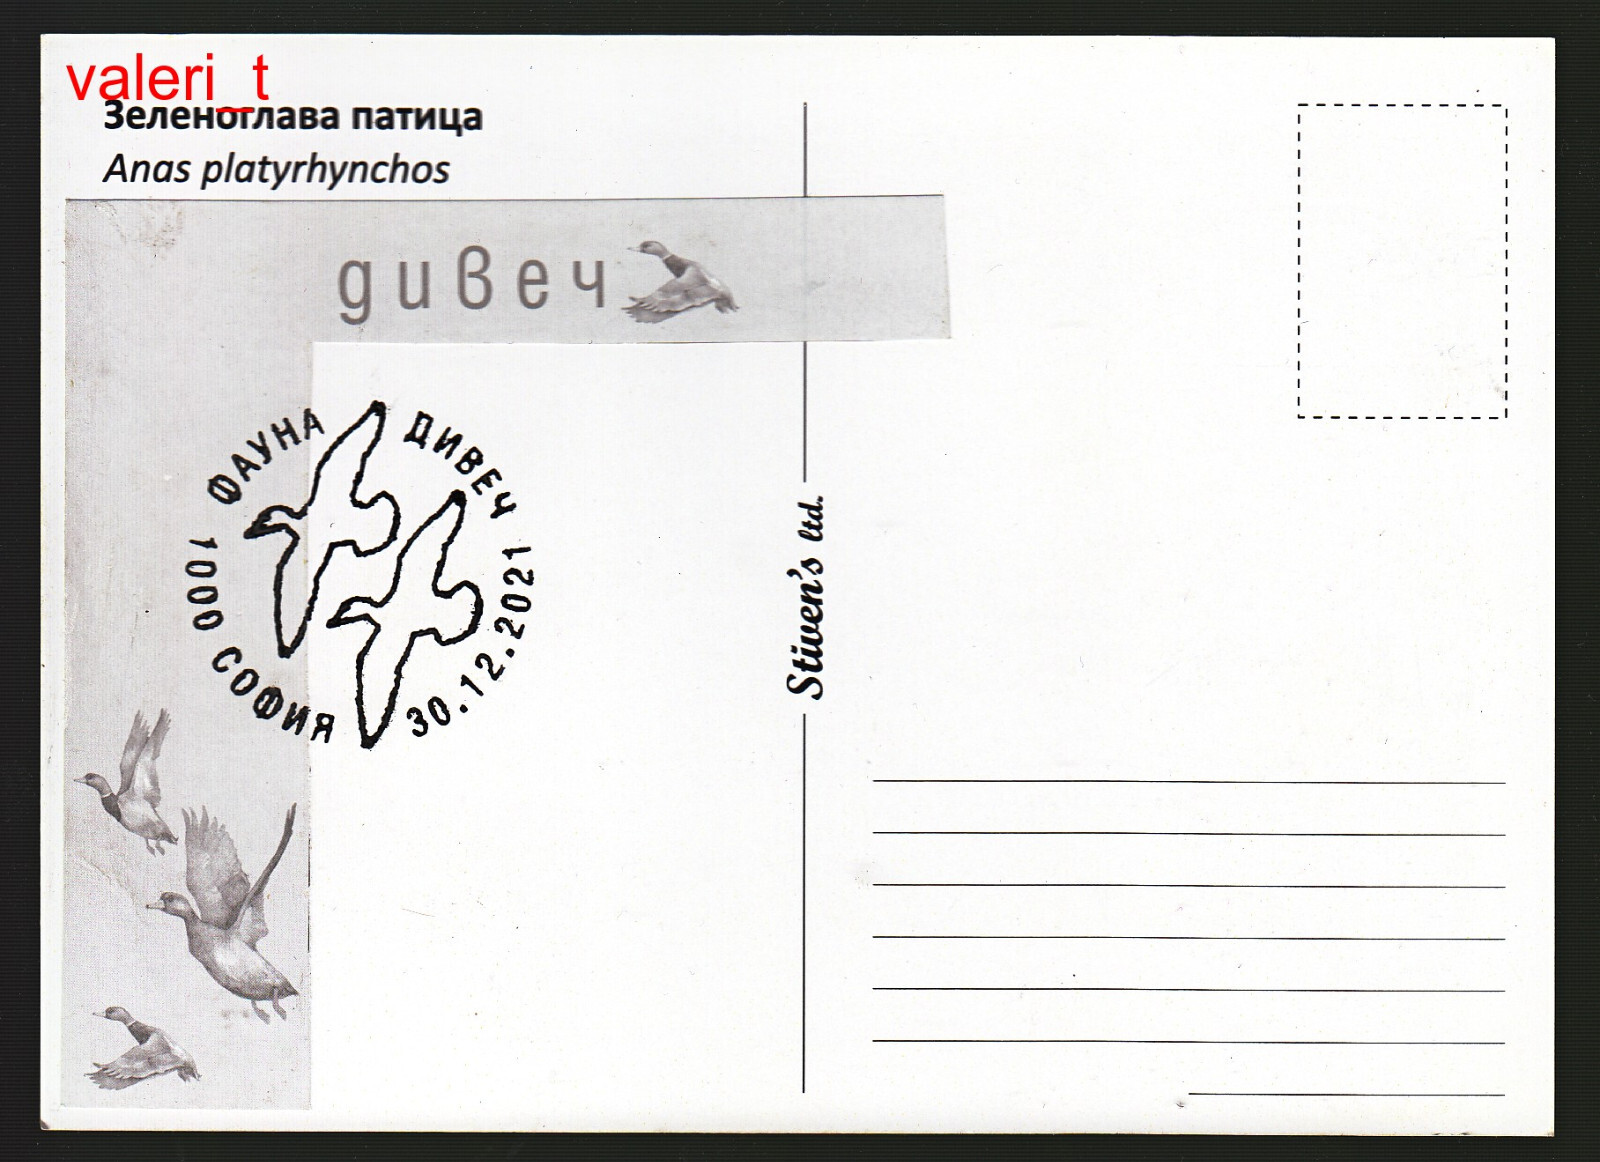 valeri_t
Зеленоглава патица
Anas platyrhynchos
дивеч
ФАУНА ДИВЕЧ
1000 СОФИЯ 30.12.2021
Stiven's ltd.